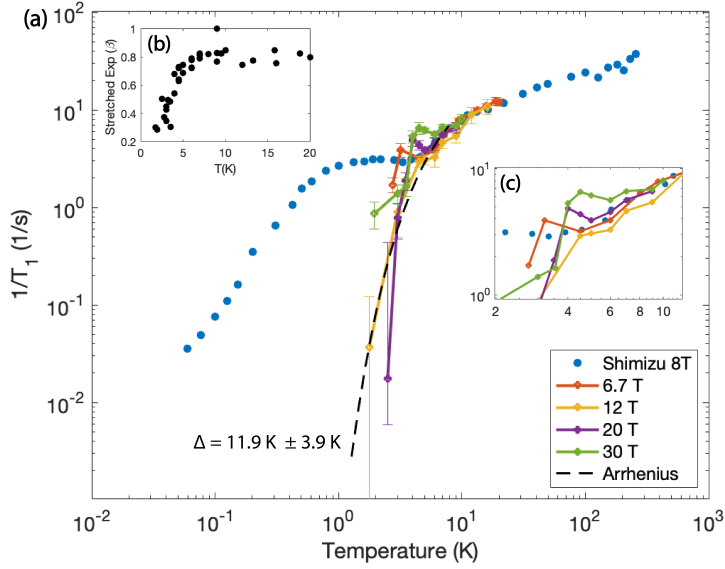 (a)
(b)
(c)
1/T1 (1/s)
10^2
10^1
10^0
10^-1
10^-2
10^-2
10^-1
10^0
10^1
10^2
10^3
Temperature (K)
Stretched Exp (β)
1
0.8
0.6
0.4
0.2
0
5
10
15
20
T(K)
10^1
10^0
2
4
6
8
10
Δ = 11.9 K ± 3.9 K
Shimizu 8T
6.7 T
12 T
20 T
30 T
Arrhenius